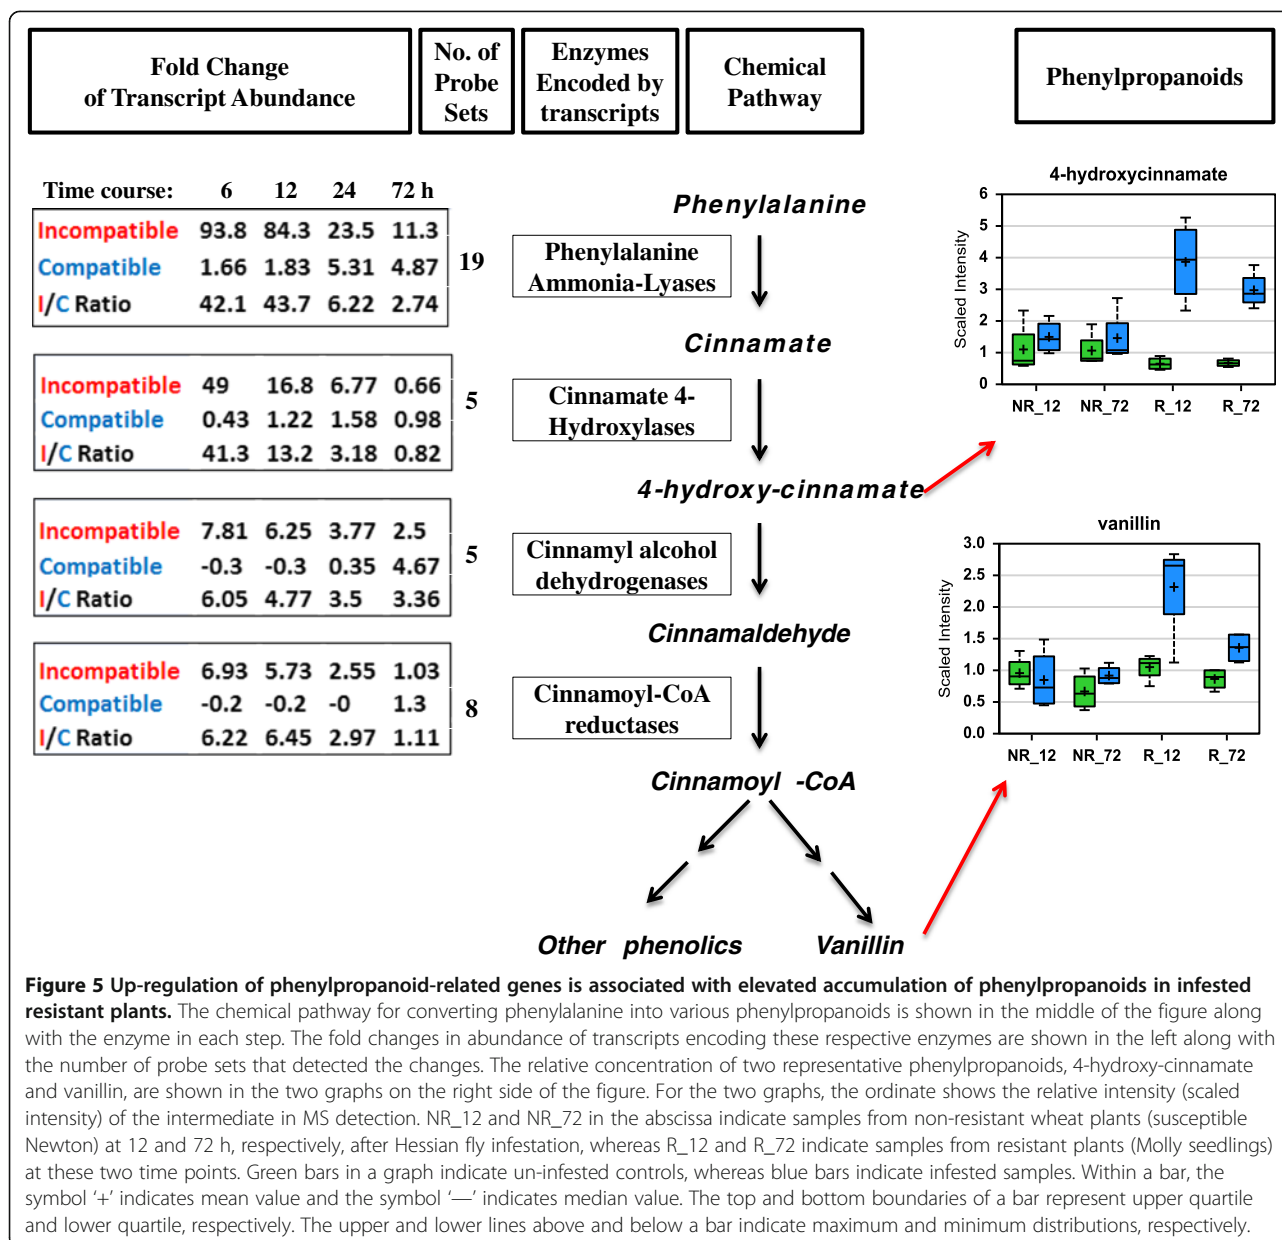 Fold Change
of Transcript Abundance
No. of
Probe
Sets
Enzymes
Encoded by
transcripts
Chemical
Pathway
Phenylpropanoids
Time course: 6 12 24 72 h
Incompatible 93.8 84.3 23.5 11.3
Compatible 1.66 1.83 5.31 4.87
I/C Ratio 42.1 43.7 6.22 2.74
19
Phenylalanine
Phenylalanine
Ammonia-Lyases
Cinnamate
Incompatible 49 16.8 6.77 0.66
Compatible 0.43 1.22 1.58 0.98
I/C Ratio 41.3 13.2 3.18 0.82
5
Cinnamate 4-
Hydroxylases
4-hydroxy-cinnamate
Incompatible 7.81 6.25 3.77 2.5
Compatible -0.3 -0.3 0.35 4.67
I/C Ratio 6.05 4.77 3.5 3.36
5
Cinnamyl alcohol
dehydrogenases
Cinnamaldehyde
Incompatible 6.93 5.73 2.55 1.03
Compatible -0.2 -0.2 -0 1.3
I/C Ratio 6.22 6.45 2.97 1.11
8
Cinnamoyl-CoA
reductases
Cinnamoyl -CoA
Other phenolics
Vanillin
4-hydroxycinnamate
Scaled Intensity
6
5
4
3
2
1
0
NR_12 NR_72 R_12 R_72
vanillin
Scaled Intensity
3.0
2.5
2.0
1.5
1.0
0.5
0.0
NR_12 NR_72 R_12 R_72
Figure 5 Up-regulation of phenylpropanoid-related genes is associated with elevated accumulation of phenylpropanoids in infested
resistant plants. The chemical pathway for converting phenylalanine into various phenylpropanoids is shown in the middle of the figure along
with the enzyme in each step. The fold changes in abundance of transcripts encoding these respective enzymes are shown in the left along with
the number of probe sets that detected the changes. The relative concentration of two representative phenylpropanoids, 4-hydroxy-cinnamate
and vanillin, are shown in the two graphs on the right side of the figure. For the two graphs, the ordinate shows the relative intensity (scaled
intensity) of the intermediate in MS detection. NR_12 and NR_72 in the abscissa indicate samples from non-resistant wheat plants (susceptible
Newton) at 12 and 72 h, respectively, after Hessian fly infestation, whereas R_12 and R_72 indicate samples from resistant plants (Molly seedlings)
at these two time points. Green bars in a graph indicate un-infested controls, whereas blue bars indicate infested samples. Within a bar, the
symbol '+' indicates mean value and the symbol '—' indicates median value. The top and bottom boundaries of a bar represent upper quartile
and lower quartile, respectively. The upper and lower lines above and below a bar indicate maximum and minimum distributions, respectively.